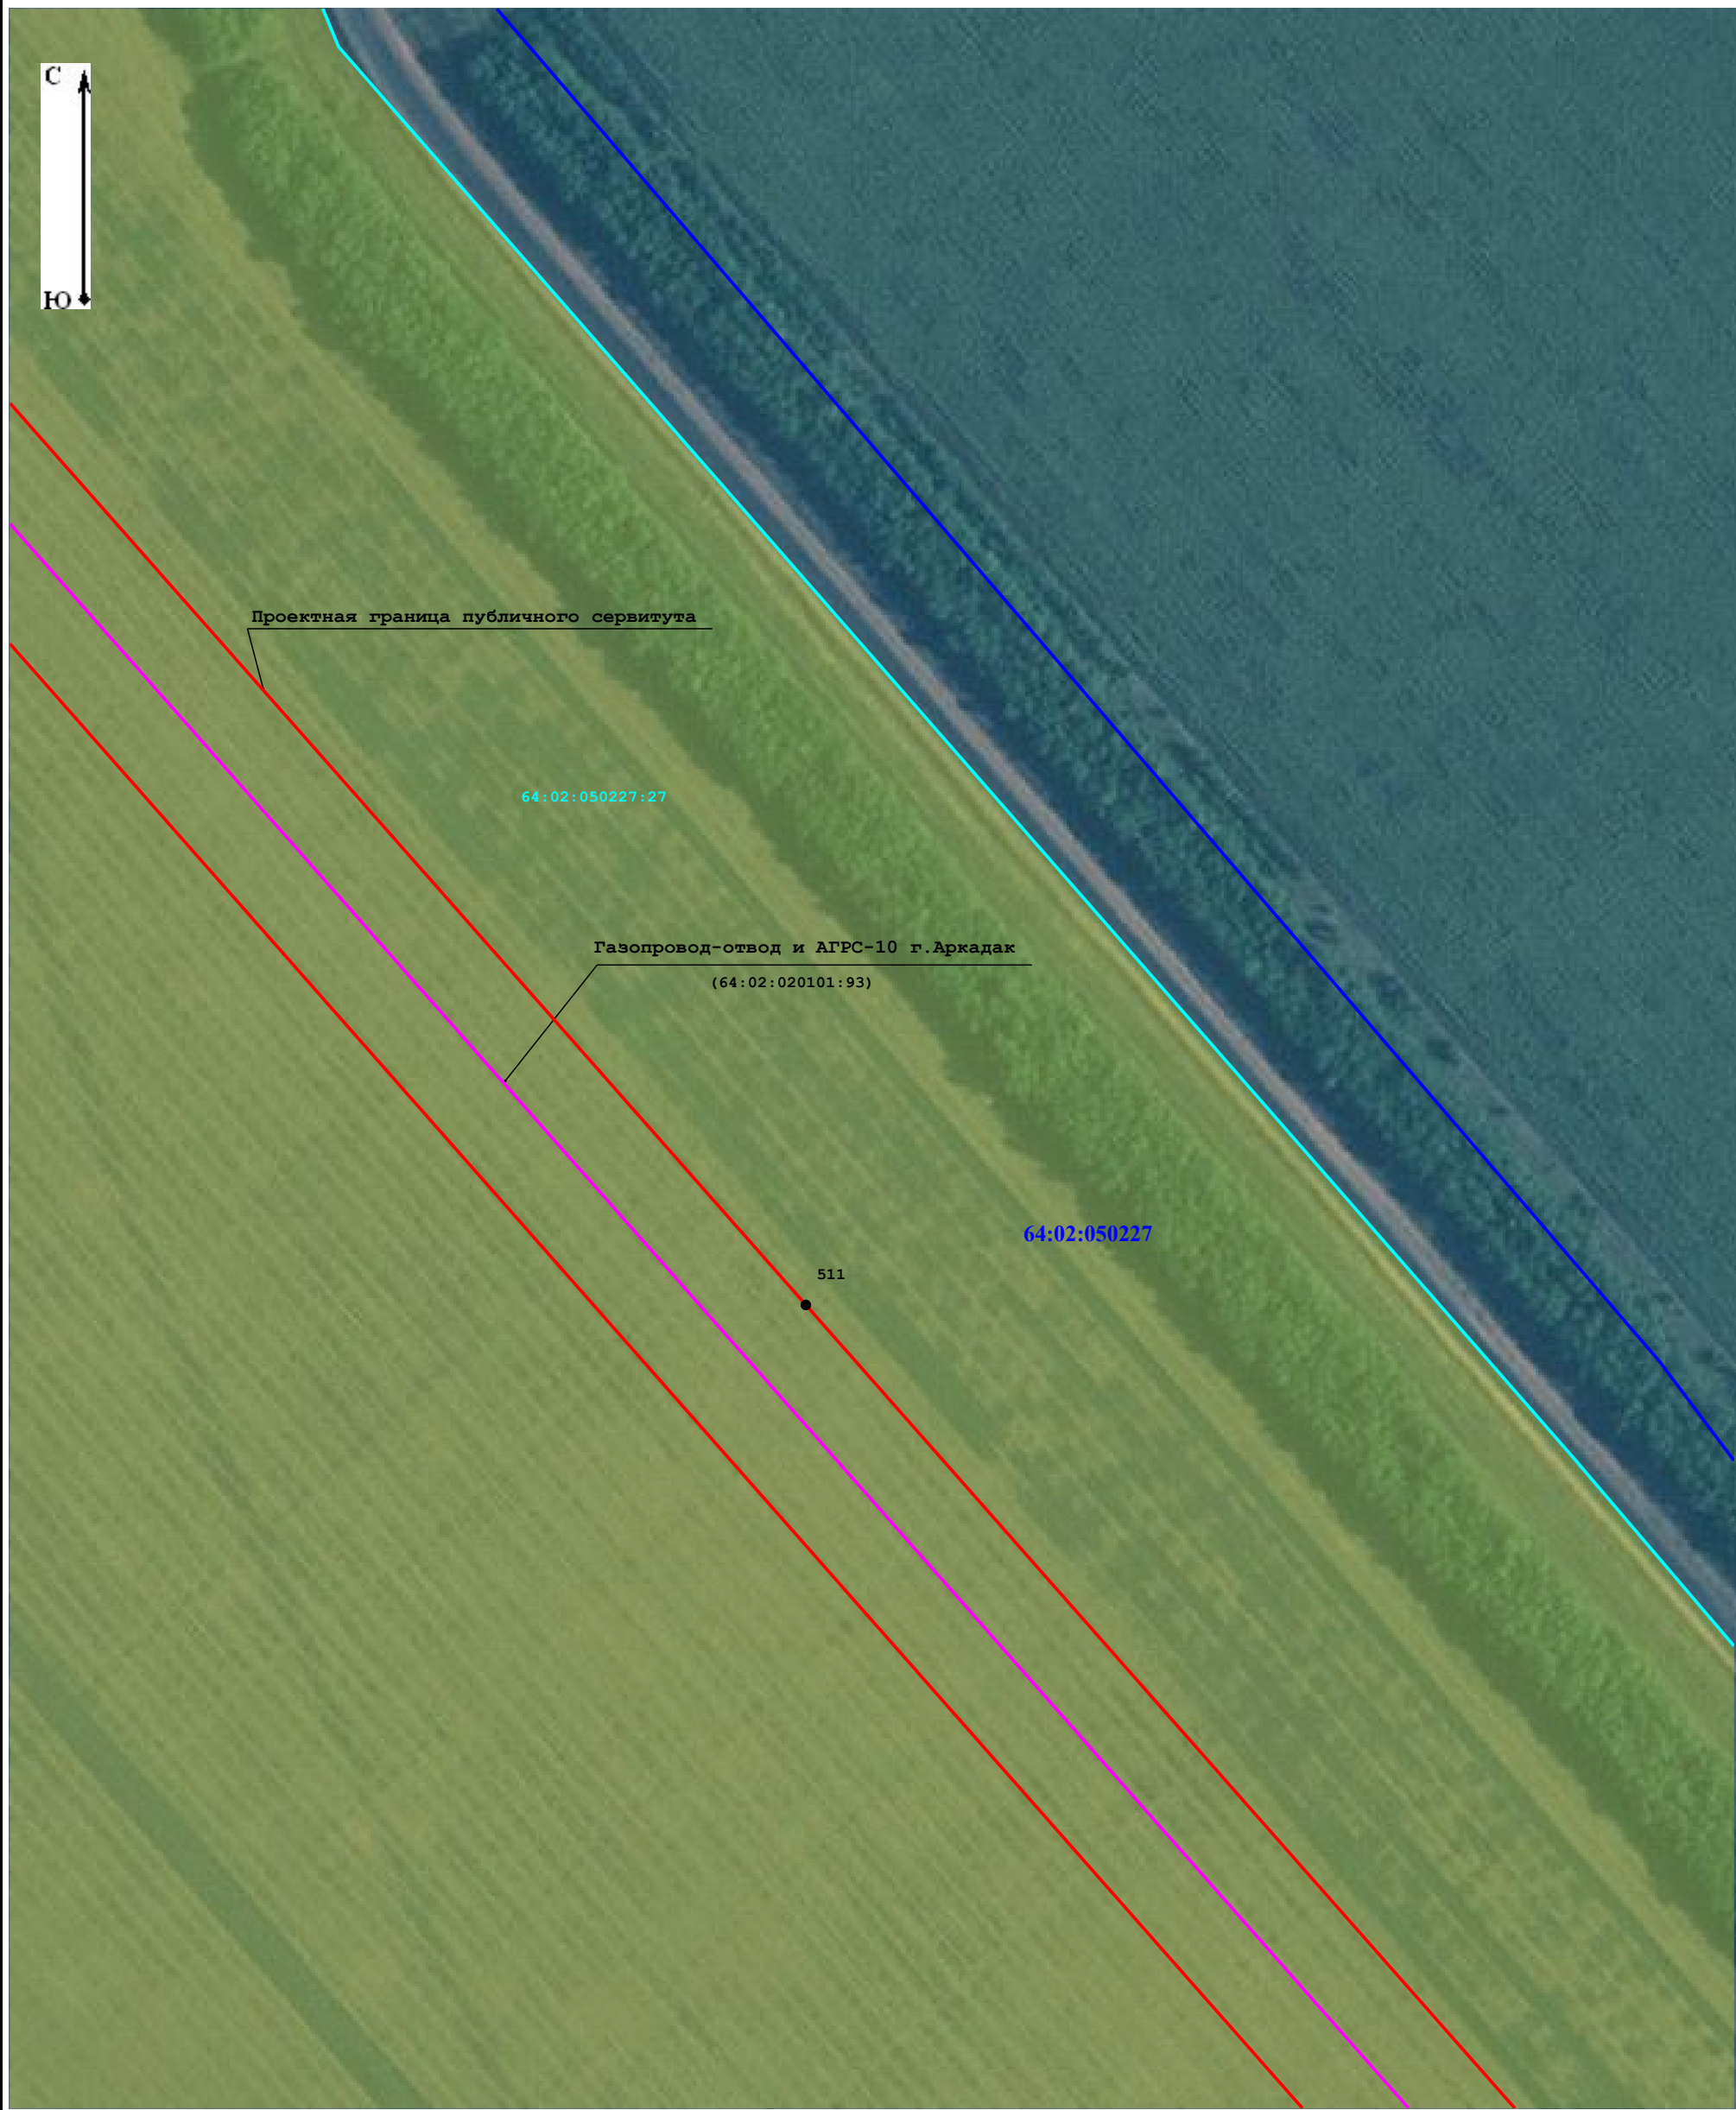 С
Ю
Проектная граница публичного сервитута
64:02:050227:27
Газопровод-отвод и АГРС-10 г.Аркадак
(64:02:020101:93)
64:02:050227
511